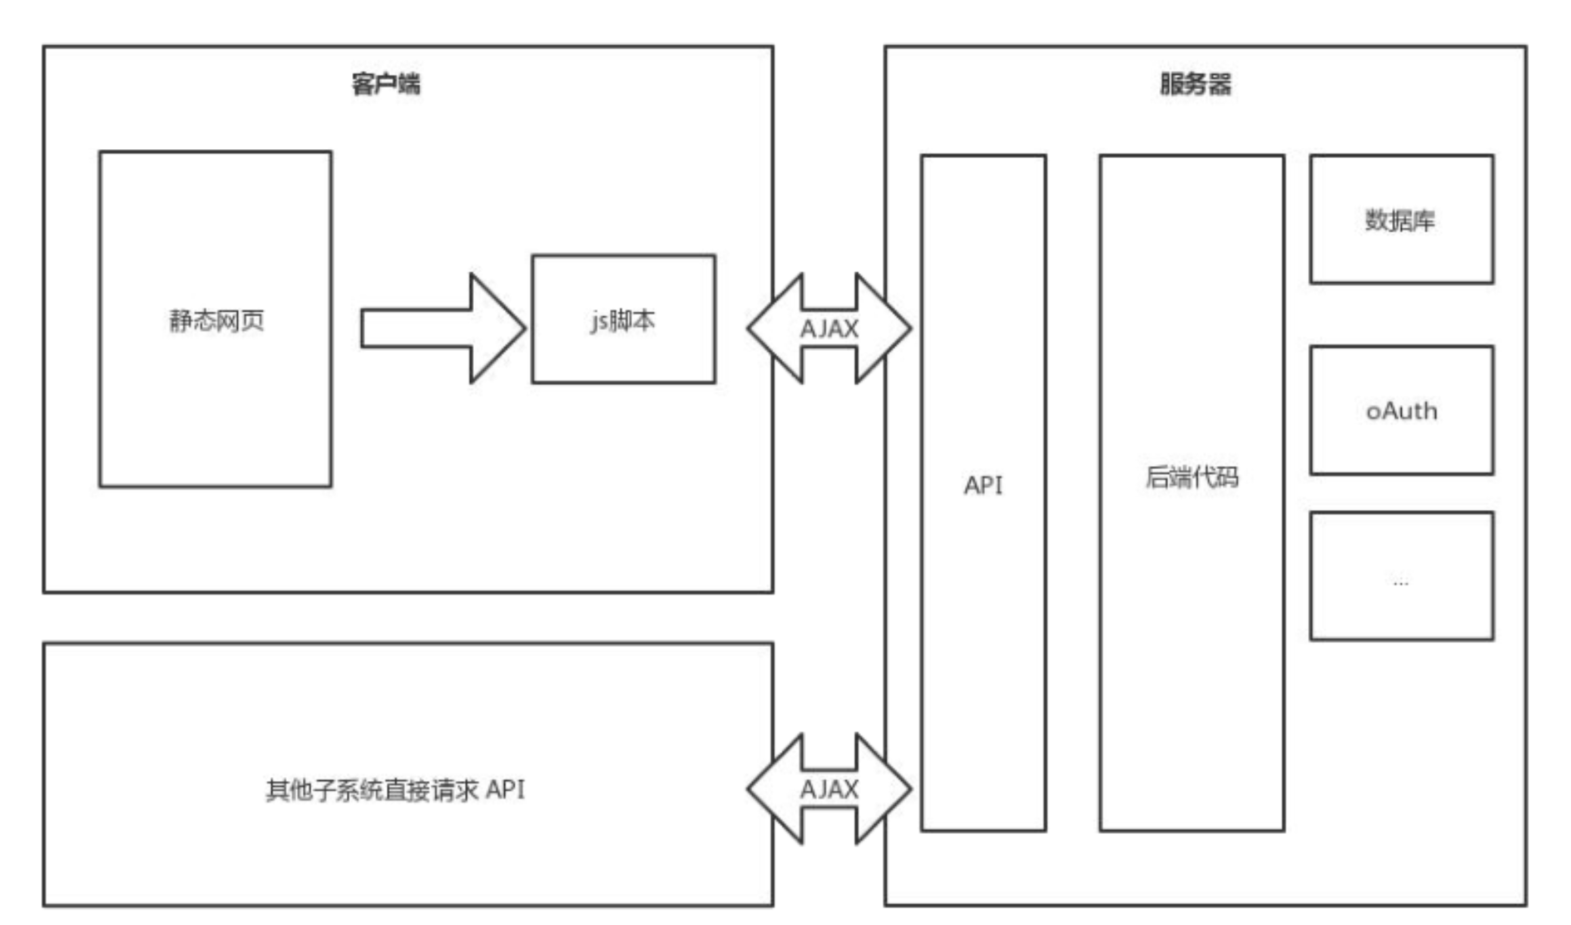 客户端
静态网页
js脚本
AJAX
其他子系统直接请求 API
AJAX
服务器
API
后端代码
数据库
oAuth
...